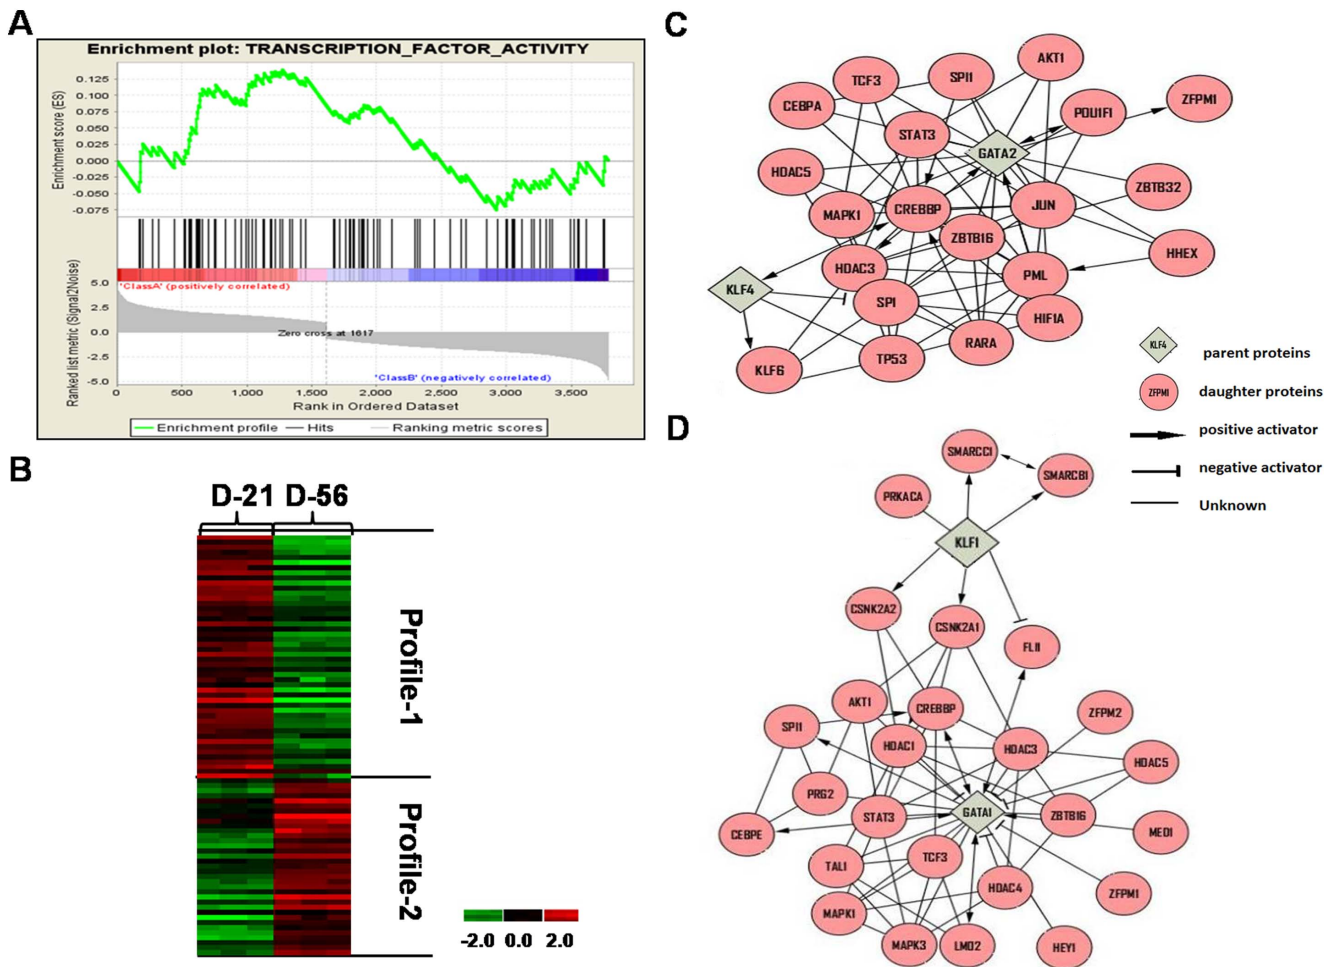 A
Enrichment plot: TRANSCRIPTION_FACTOR_ACTIVITY
Enrichment score (ES)
0.125
0.100
0.075
0.050
0.025
0.000
-0.025
-0.050
-0.075
Ranked list metric (Signal2Noise)
'ClassA' (positively correlated)
5.0
2.5
0.0
-2.5
-5.0
Zero cross at 1617
'ClassB' (negatively correlated)
0 500 1,000 1,500 2,000 2,500 3,000 3,500
Rank in Ordered Dataset
Enrichment profile Hits Ranking metric scores
B
D-21 D-56
Profile-1
Profile-2
-2.0 0.0 2.0
C
AKT1
SPI1
TCF3
CEBPA
ZFPM1
POU1F1
STAT3
GATA2
HDAC5
ZBTB32
MAPK1
CREBBP
JUN
ZBTB16
HHEX
HDAC3
PML
KLF4
SP1
HIF1A
RARA
TP53
KLF6
KLF4 parent proteins
ZFPM1 daughter proteins
positive activator
negative activator
Unknown
D
SMARCC1
SMARCB1
PRKACA
KLF1
CSNK2A2
CSNK2A1
FLI1
AKT1
CREBBP
ZFPM2
SPI1
HDAC1
HDAC3
HDAC5
PRG2
GATA1
ZBTB16
STAT3
CEBPE
MED1
TCF3
TAL1
HDAC4
ZFPM1
MAPK1
MAPK3
LMO2
HEY1